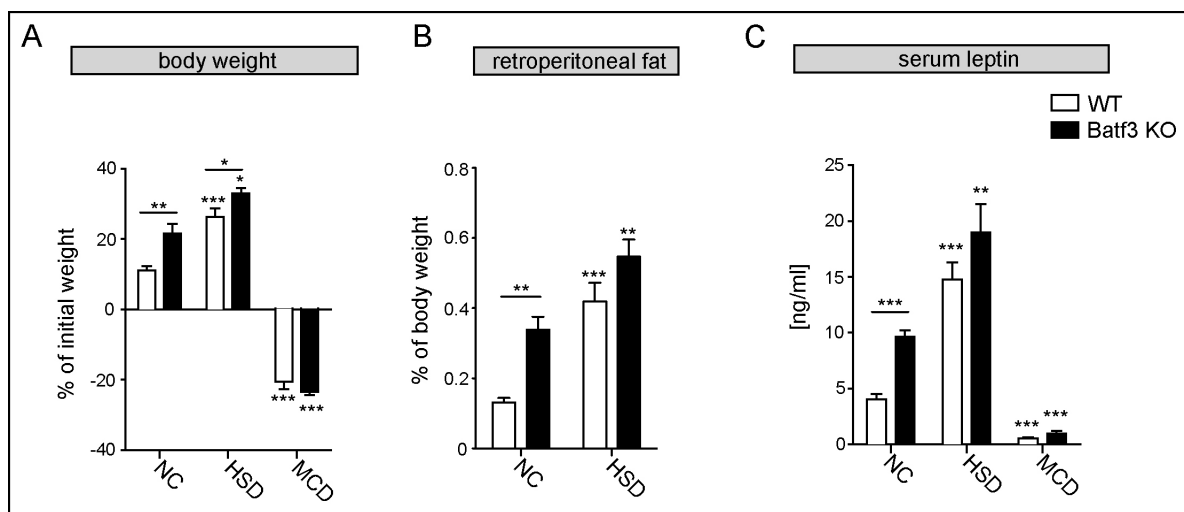 A
body weight
B
retroperitoneal fat
C
serum leptin
WT
Batf3 KO
% of initial weight
40
20
0
-20
-40
**
***
*
*
***
***
NC
HSD
MCD
% of body weight
0.8
0.6
0.4
0.2
0
**
***
**
NC
HSD
[ng/ml]
25
20
15
10
5
0
***
***
**
***
***
NC
HSD
MCD